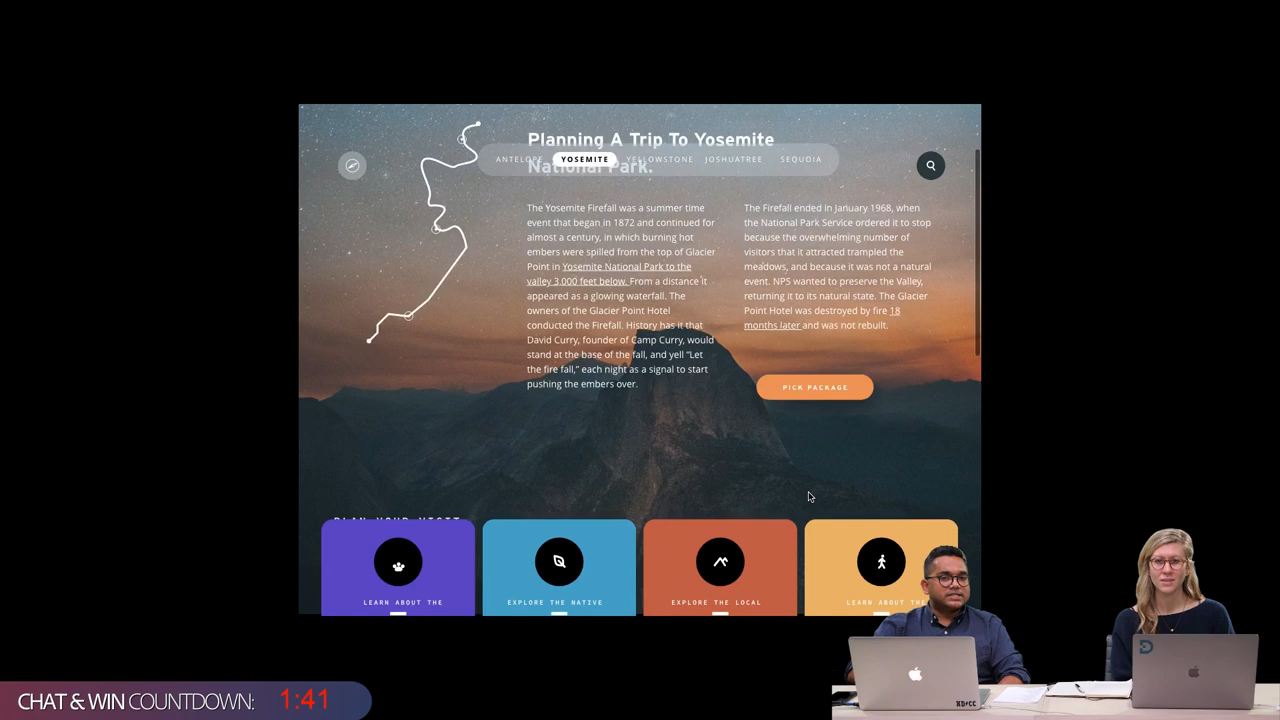 Planning A Trip To Yosemite
National Park.
ANTELOPE YOSEMITE YELLOWSTONE JOSHUATREE SEQUOIA
The Yosemite Firefall was a summer time
event that began in 1872 and continued for
almost a century, in which burning hot
embers were spilled from the top of Glacier
Point in Yosemite National Park to the
valley 3,000 feet below. From a distance it
appeared as a glowing waterfall. The
owners of the Glacier Point Hotel
conducted the Firefall. History has it that
David Curry, founder of Camp Curry, would
stand at the base of the fall, and yell “Let
the fire fall,” each night as a signal to start
pushing the embers over.
The Firefall ended in January 1968, when
the National Park Service ordered it to stop
because the overwhelming number of
visitors that it attracted trampled the
meadows, and because it was not a natural
event. NPS wanted to preserve the Valley,
returning it to its natural state. The Glacier
Point Hotel was destroyed by fire 18
months later and was not rebuilt.
PICK PACKAGE
PLAN YOUR VISIT
LEARN ABOUT THE
EXPLORE THE NATIVE
EXPLORE THE LOCAL
LEARN ABOUT THE
XD+CC
CHAT & WIN COUNTDOWN: 1:41